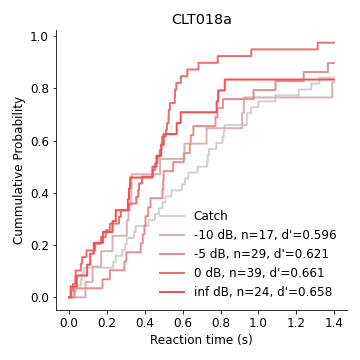 CLT018a
Cummulative Probability
1.0
0.8
0.6
0.4
0.2
0.0
Catch
-10 dB, n=17, d'=0.596
-5 dB, n=29, d'=0.621
0 dB, n=39, d'=0.661
inf dB, n=24, d'=0.658
0.0 0.2 0.4 0.6 0.8 1.0 1.2 1.4
Reaction time (s)